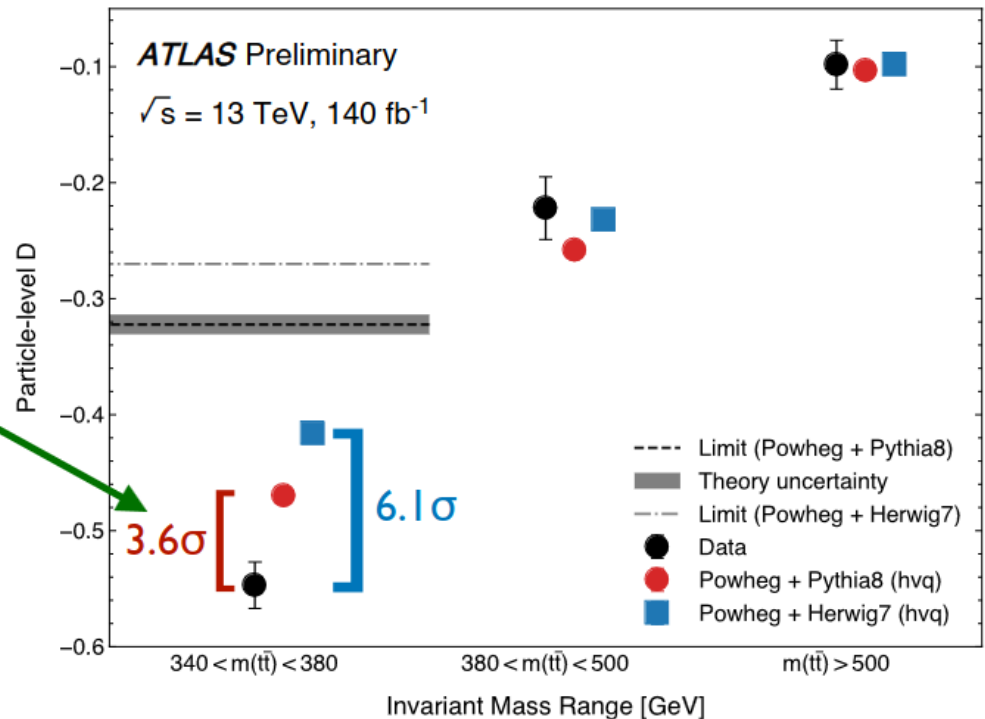 ATLAS Preliminary
√s = 13 TeV, 140 fb⁻¹
Particle-level D
−0.1
−0.2
−0.3
−0.4
−0.5
−0.6
3.6σ
6.1σ
Limit (Powheg + Pythia8)
Theory uncertainty
Limit (Powheg + Herwig7)
Data
Powheg + Pythia8 (hvq)
Powheg + Herwig7 (hvq)
340 < m(tt̄) < 380
380 < m(tt̄) < 500
m(tt̄) > 500
Invariant Mass Range [GeV]